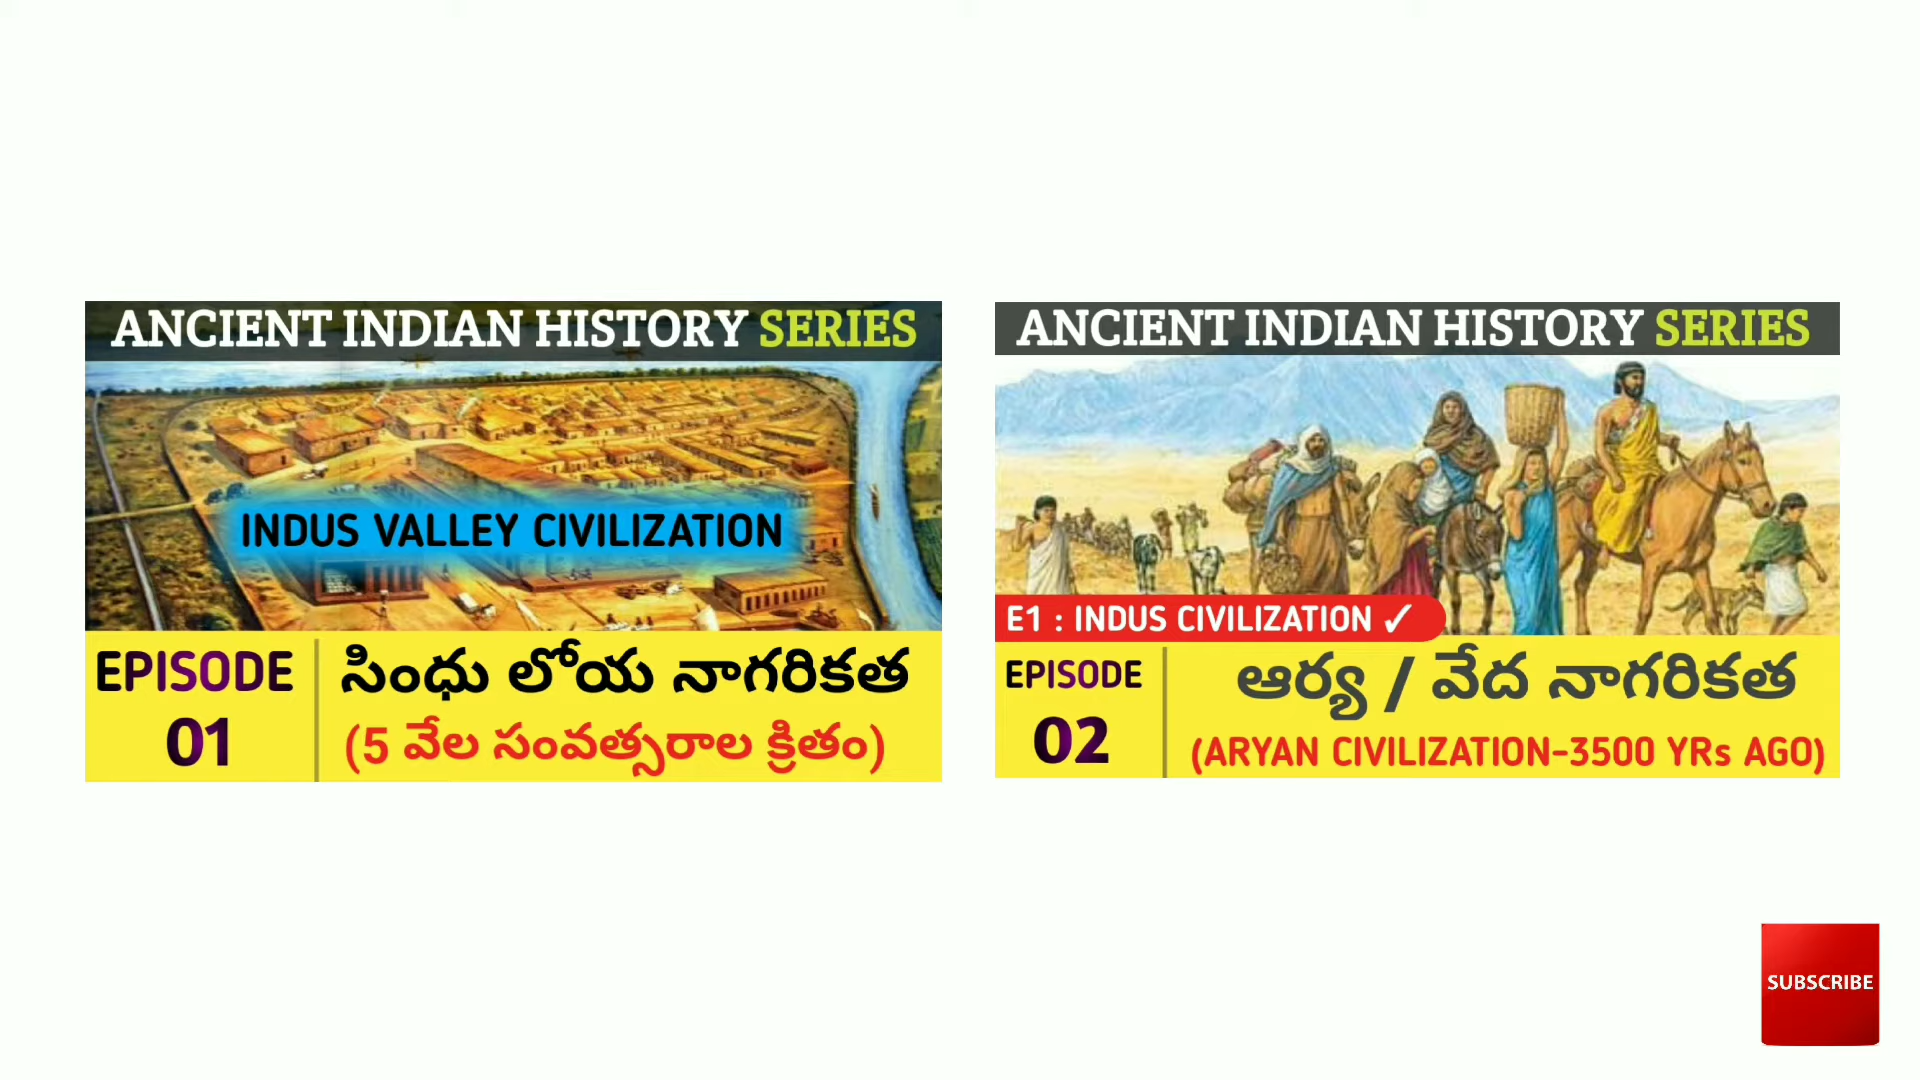 ANCIENT INDIAN HISTORY SERIES
INDUS VALLEY CIVILIZATION
EPISODE
01
సింధు లోయ నాగరికత
(5 వేల సంవత్సరాల క్రితం)
ANCIENT INDIAN HISTORY SERIES
E1 : INDUS CIVILIZATION ✓
EPISODE
02
ఆర్య / వేద నాగరికత
(ARYAN CIVILIZATION-3500 YRs AGO)
SUBSCRIBE